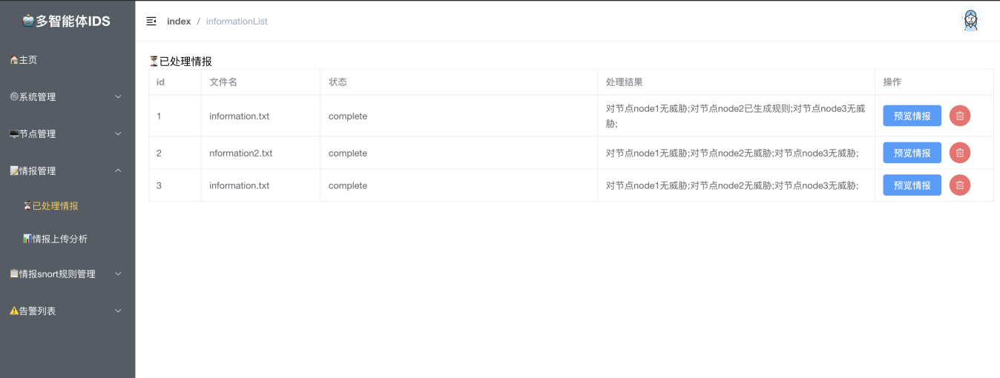 多智能体IDS
index / informationList
主页
系统管理
节点管理
情报管理
已处理情报
情报上传分析
情报snort规则管理
告警列表
已处理情报
id 文件名 状态 处理结果 操作
1 information.txt complete 对节点node1无威胁;对节点node2已生成规则;对节点node3无威
胁; 预览情报
2 nformation2.txt complete 对节点node1无威胁;对节点node2无威胁;对节点node3无威胁; 预览情报
3 information.txt complete 对节点node1无威胁;对节点node2无威胁;对节点node3无威胁; 预览情报